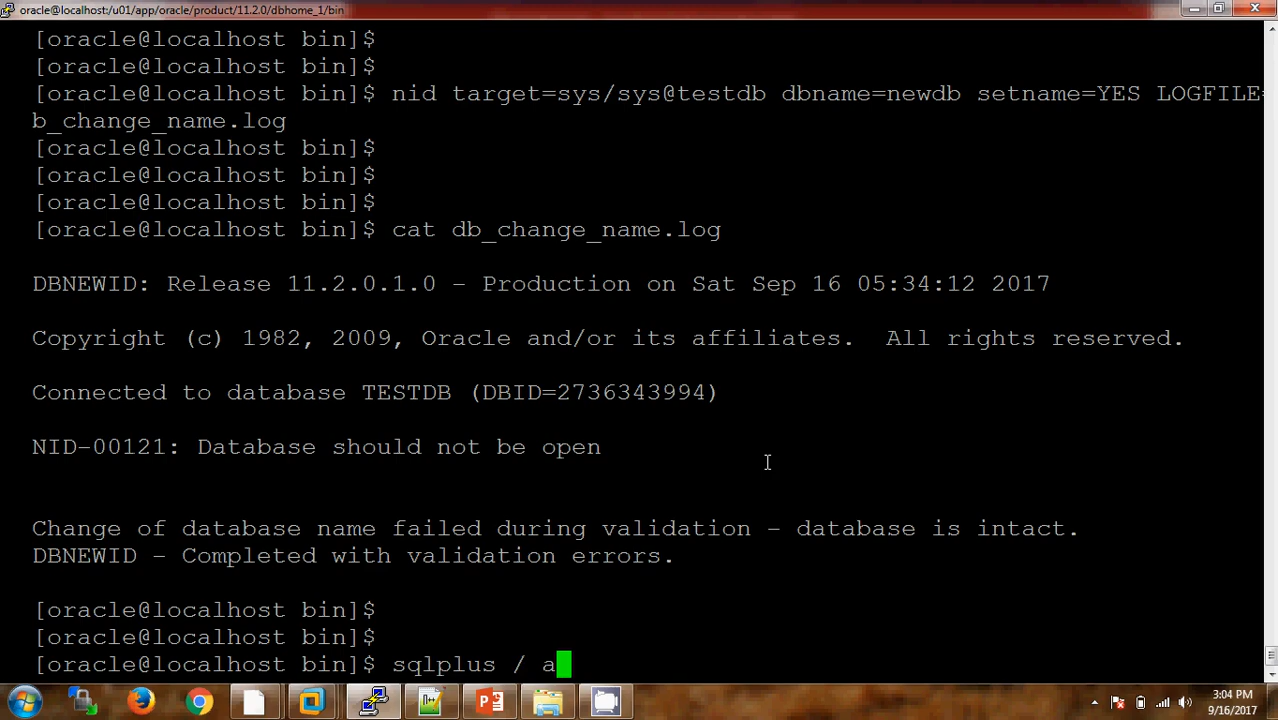 oracle@localhost:/u01/app/oracle/product/11.2.0/dbhome_1/bin
[oracle@localhost bin]$
[oracle@localhost bin]$
[oracle@localhost bin]$ nid target=sys/sys@testdb dbname=newdb setname=YES LOGFILE=
b_change_name.log
[oracle@localhost bin]$
[oracle@localhost bin]$
[oracle@localhost bin]$
[oracle@localhost bin]$ cat db_change_name.log
DBNEWID: Release 11.2.0.1.0 - Production on Sat Sep 16 05:34:12 2017
Copyright (c) 1982, 2009, Oracle and/or its affiliates.  All rights reserved.
Connected to database TESTDB (DBID=2736343994)
NID-00121: Database should not be open
Change of database name failed during validation - database is intact.
DBNEWID - Completed with validation errors.
[oracle@localhost bin]$
[oracle@localhost bin]$
[oracle@localhost bin]$ sqlplus / a
3:04 PM
9/16/2017